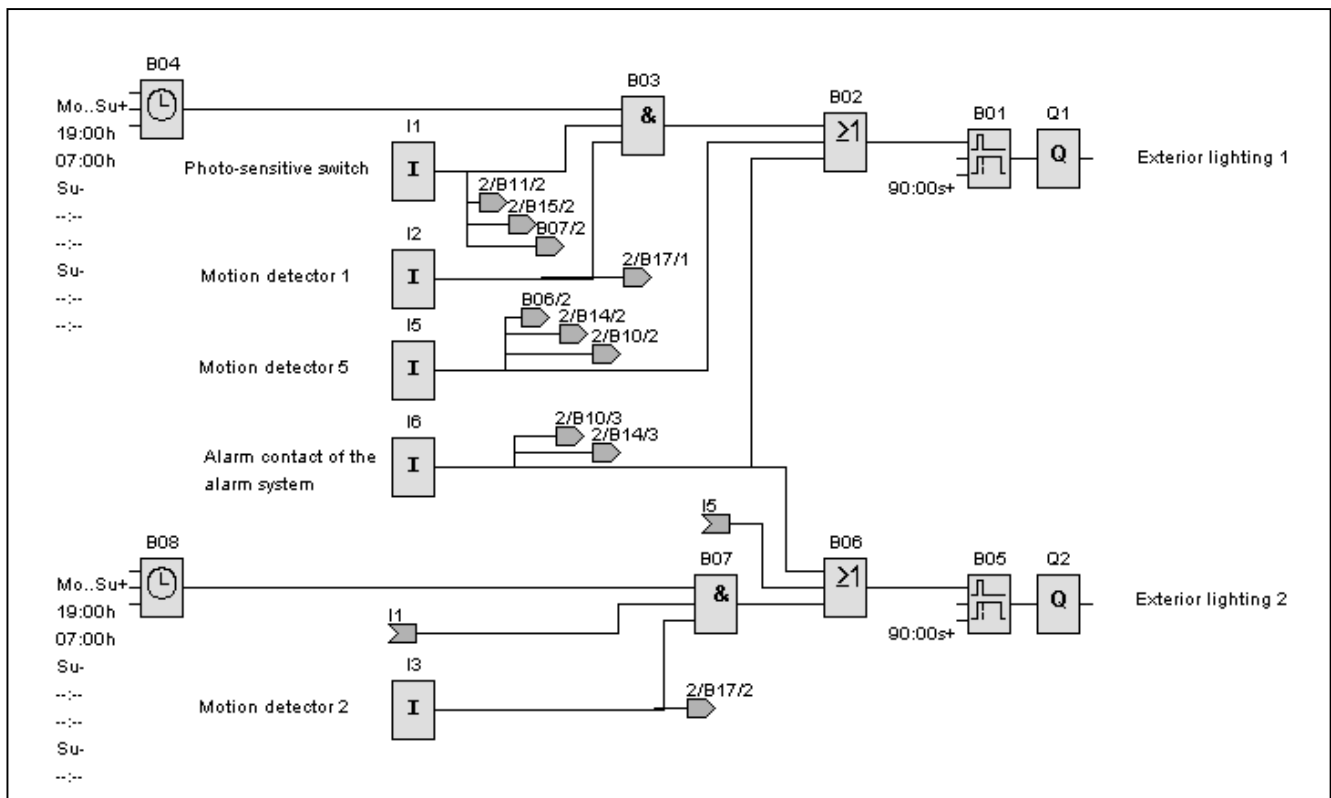 B04
Mo..Su+
19:00h
07:00h
Su-
--:--
--:--
Su-
--:--
--:--
B03
&
B02
≥1
B01
90:00s+
Q1
Q
Exterior lighting 1
I1
Photo-sensitive switch
I
2/B11/2
2/B15/2
B07/2
I2
Motion detector 1
I
2/B17/1
I5
Motion detector 5
I
B06/2
2/B14/2
2/B10/2
I6
Alarm contact of the
alarm system
I
2/B10/3
2/B14/3
I5
B08
Mo..Su+
19:00h
07:00h
Su-
--:--
--:--
Su-
--:--
B07
&
B06
≥1
B05
90:00s+
Q2
Q
Exterior lighting 2
I1
I3
Motion detector 2
I
2/B17/2